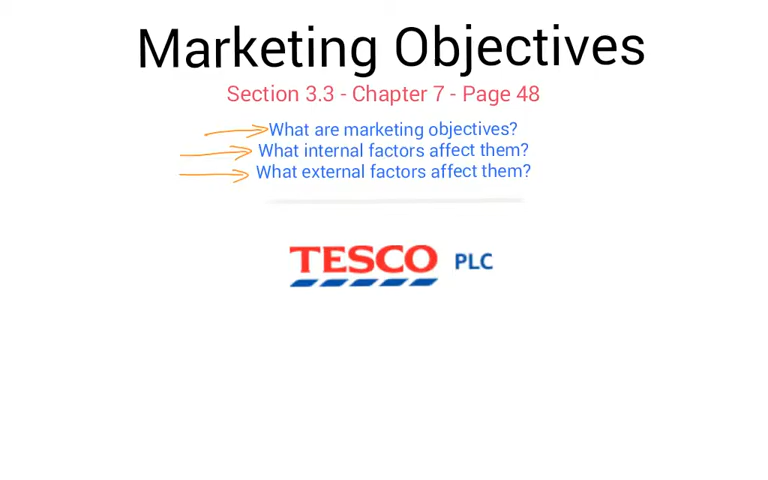 Marketing Objectives
Section 3.3 - Chapter 7 - Page 48
What are marketing objectives?
What internal factors affect them?
What external factors affect them?
TESCO PLC